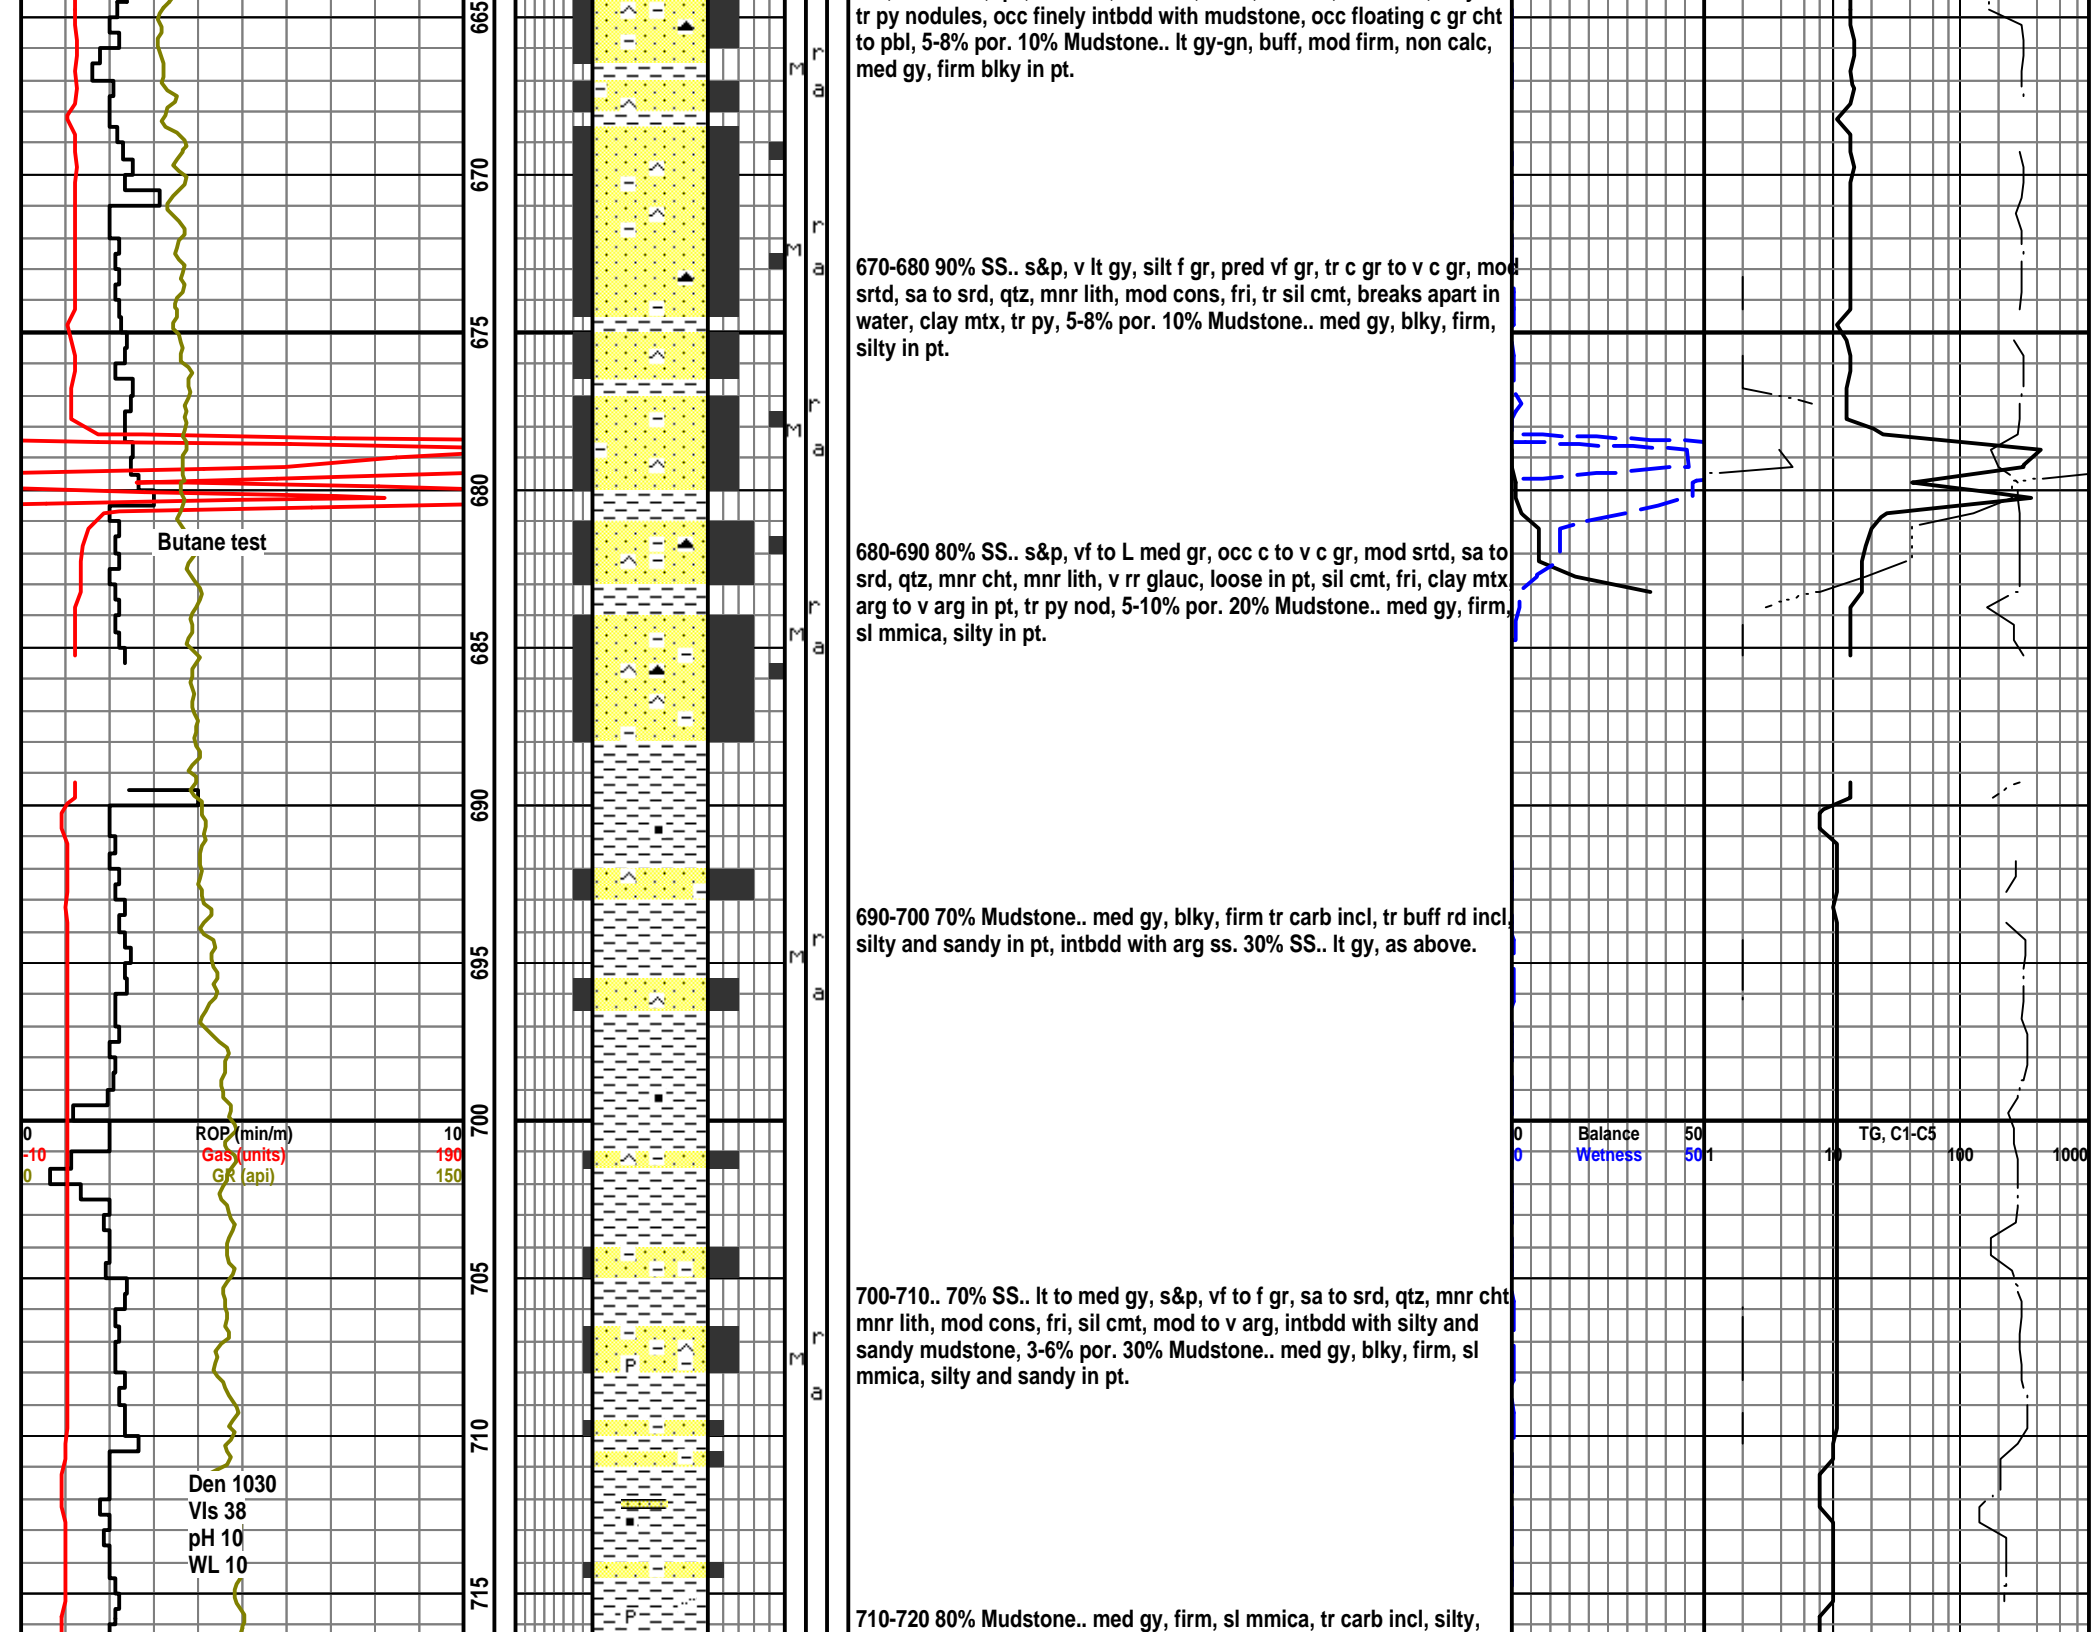 tr py nodules, occ finely intbdd with mudstone, occ floating c gr cht
to pbl, 5-8% por. 10% Mudstone.. lt gy-gn, buff, mod firm, non calc,
med gy, firm blky in pt.
665
670
675
680
685
690
695
700
705
710
715
r
M
a
r
M
a
r
M
a
r
M
a
r
M
a
r
M
a
670-680 90% SS.. s&p, v lt gy, silt f gr, pred vf gr, tr c gr to v c gr, mod
srtd, sa to srd, qtz, mnr lith, mod cons, fri, tr sil cmt, breaks apart in
water, clay mtx, tr py, 5-8% por. 10% Mudstone.. med gy, blky, firm,
silty in pt.
Butane test
680-690 80% SS.. s&p, vf to L med gr, occ c to v c gr, mod srtd, sa to
srd, qtz, mnr cht, mnr lith, v rr glauc, loose in pt, sil cmt, fri, clay mtx,
arg to v arg in pt, tr py nod, 5-10% por. 20% Mudstone.. med gy, firm,
sl mmica, silty in pt.
690-700 70% Mudstone.. med gy, blky, firm tr carb incl, tr buff rd incl,
silty and sandy in pt, intbdd with arg ss. 30% SS.. lt gy, as above.
0 ROP (min/m) 10
-10 Gas (units) 190
0 GR (api) 150
0 Balance 50
0 Wetness 50
TG, C1-C5
1 10 100 1000
700-710.. 70% SS.. lt to med gy, s&p, vf to f gr, sa to srd, qtz, mnr cht
mnr lith, mod cons, fri, sil cmt, mod to v arg, intbdd with silty and
sandy mudstone, 3-6% por. 30% Mudstone.. med gy, blky, firm, sl
mmica, silty and sandy in pt.
P
Den 1030
VIs 38
pH 10
WL 10
P
710-720 80% Mudstone.. med gy, firm, sl mmica, tr carb incl, silty,